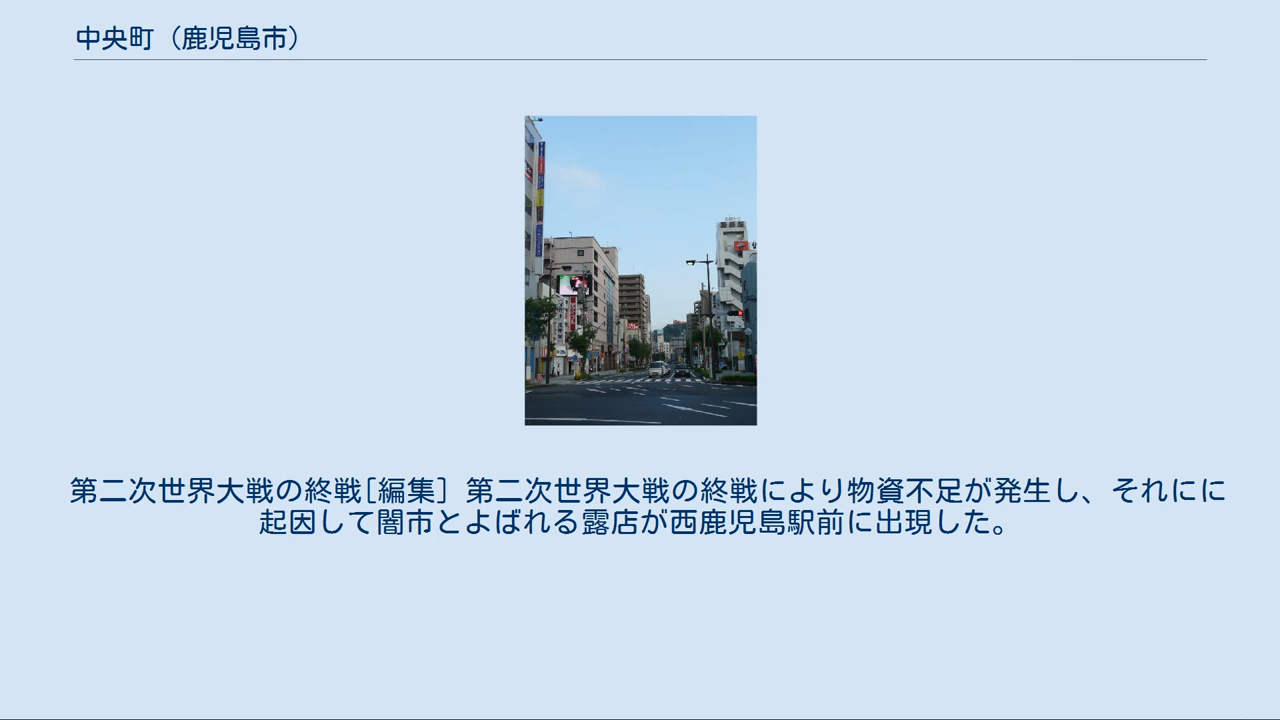 中央町（鹿児島市）
第二次世界大戦の終戦[編集] 第二次世界大戦の終戦により物資不足が発生し、それにに
起因して闇市とよばれる露店が西鹿児島駅前に出現した。